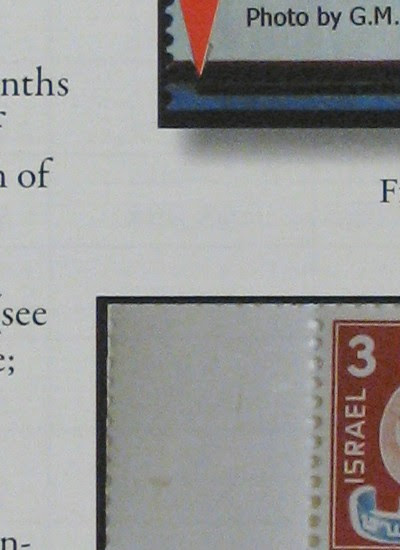 Photo by G.M.
nths
f
n of
see
e;
3
ISRAEL
n-